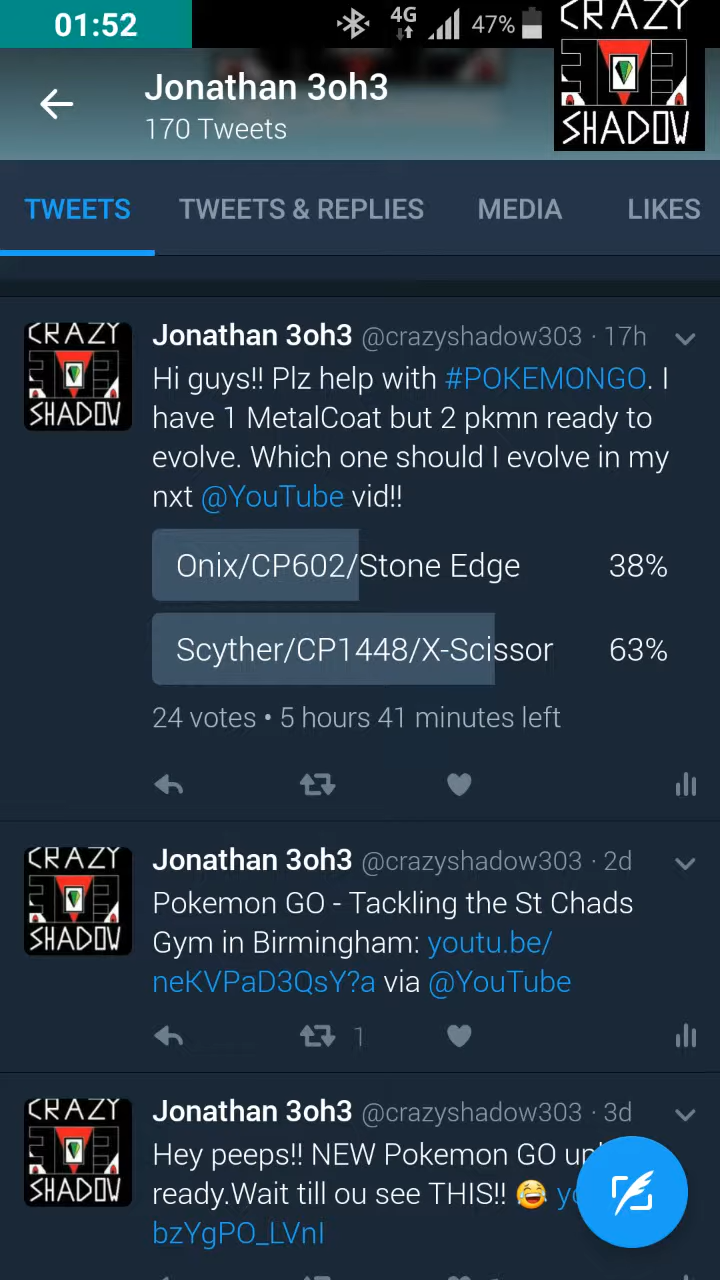 01:52
4G
47%
CRAZY
SHADOW
Jonathan 3oh3
170 Tweets
TWEETS
TWEETS & REPLIES
MEDIA
LIKES
CRAZY
SHADOW
Jonathan 3oh3 @crazyshadow303 · 17h
Hi guys!! Plz help with #POKEMONGO. I
have 1 MetalCoat but 2 pkmn ready to
evolve. Which one should I evolve in my
nxt @YouTube vid!!
Onix/CP602/Stone Edge 38%
Scyther/CP1448/X-Scissor 63%
24 votes • 5 hours 41 minutes left
CRAZY
SHADOW
Jonathan 3oh3 @crazyshadow303 · 2d
Pokemon GO - Tackling the St Chads
Gym in Birmingham: youtu.be/
neKVPaD3QsY?a via @YouTube
1
CRAZY
SHADOW
Jonathan 3oh3 @crazyshadow303 · 3d
Hey peeps!! NEW Pokemon GO
ready.Wait till ou see THIS!! 😂
bzYgPO_LVnI